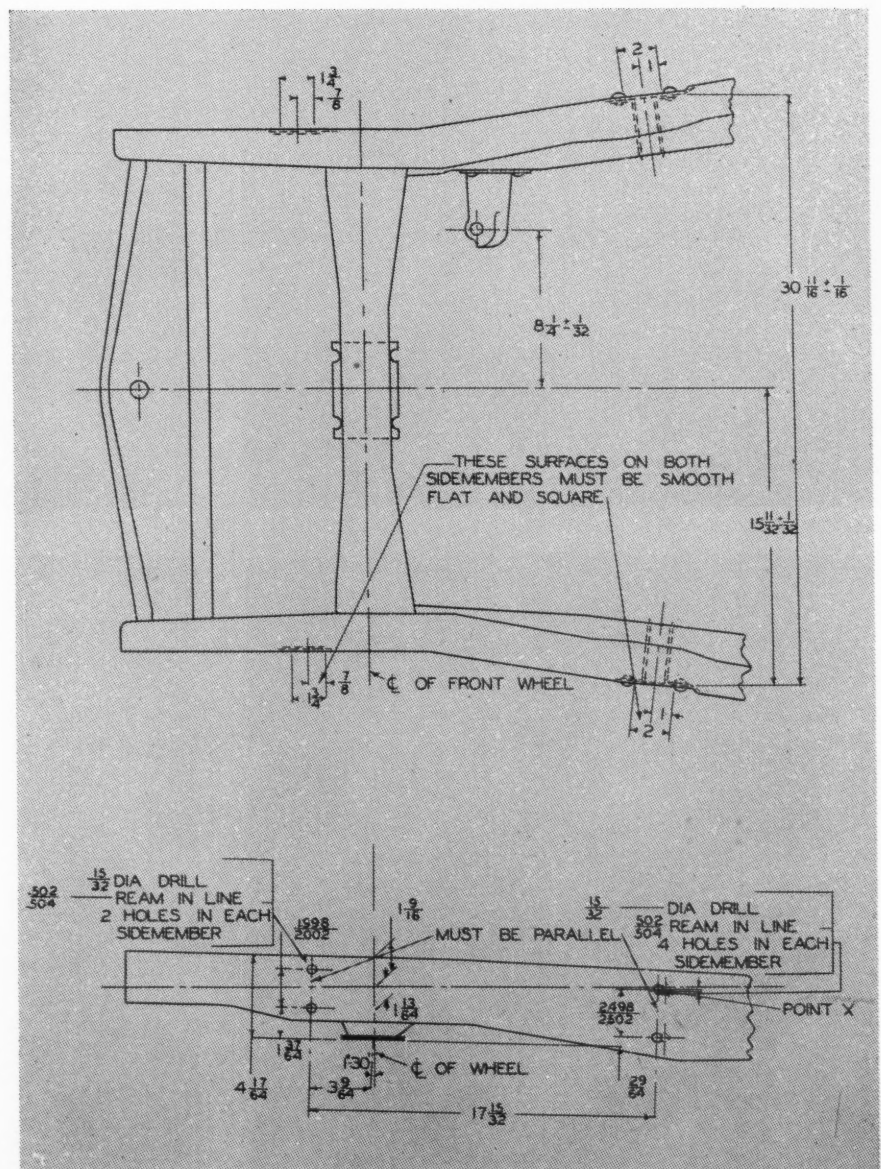 2
1
1 3/4
7/8
30 11/16 ± 1/16
8 1/4 ± 1/32
THESE SURFACES ON BOTH
SIDEMEMBERS MUST BE SMOOTH
FLAT AND SQUARE
15 11/32 ± 1/32
7/8
1 3/4
℄ OF FRONT WHEEL
1
2
15/32 DIA DRILL
.502/.504 REAM IN LINE
2 HOLES IN EACH
SIDEMEMBER
1.998/2.002
1 9/16
MUST BE PARALLEL
15/32 DIA DRILL
.502/.504 REAM IN LINE
4 HOLES IN EACH
SIDEMEMBER
1 13/64
2.498/2.502
POINT X
1 37/64
4 17/64
3 9/64
1°30'
℄ OF WHEEL
29/64
17 15/32